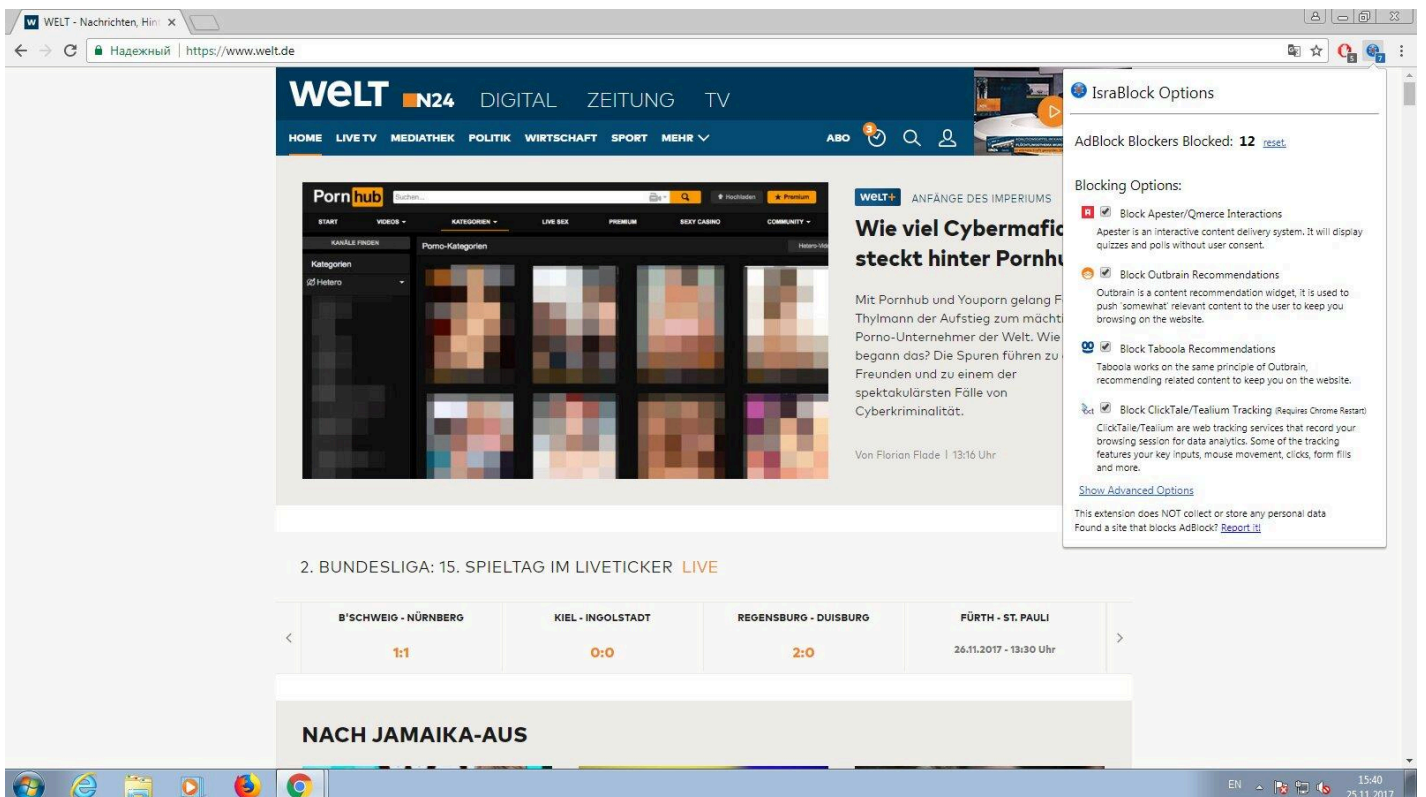 WELT - Nachrichten, Hin
Надежный
https://www.welt.de
5
7
WELT N24 DIGITAL ZEITUNG TV
HOME LIVE TV MEDIATHEK POLITIK WIRTSCHAFT SPORT MEHR
ABO
3
Pornhub
Suchen...
Hochladen
Premium
START VIDEOS KATEGORIEN LIVE SEX PREMIUM SEXY CASINO COMMUNITY
KANÄLE FINDEN
Porno-Kategorien
Kategorien
Hetero
WELT+ ANFÄNGE DES IMPERIUMS
Wie viel Cybermafia
steckt hinter Pornhu
Mit Pornhub und Youporn gelang F
Thylmann der Aufstieg zum mächti
Porno-Unternehmer der Welt. Wie
begann das? Die Spuren führen zu
Freunden und zu einem der
spektakulärsten Fälle von
Cyberkriminalität.
Von Florian Flade | 13:16 Uhr
IsraBlock Options
AdBlock Blockers Blocked: 12 reset
Blocking Options:
Block Apester/Qmerce Interactions
Apester is an interactive content delivery system. It will display
quizzes and polls without user consent.
Block Outbrain Recommendations
Outbrain is a content recommendation widget, it is used to
push 'somewhat' relevant content to the user to keep you
browsing on the website.
Block Taboola Recommendations
Taboola works on the same principle of Outbrain,
recommending related content to keep you on the website.
Block ClickTale/Tealium Tracking (Requires Chrome Restart)
ClickTaile/Tealium are web tracking services that record your
browsing session for data analytics. Some of the tracking
features your key inputs, mouse movement, clicks, form fills
and more.
Show Advanced Options
This extension does NOT collect or store any personal data
Found a site that blocks AdBlock? Report it!
2. BUNDESLIGA: 15. SPIELTAG IM LIVETICKER LIVE
B'SCHWEIG - NÜRNBERG
1:1
KIEL - INGOLSTADT
0:0
REGENSBURG - DUISBURG
2:0
FÜRTH - ST. PAULI
26.11.2017 - 13:30 Uhr
NACH JAMAIKA-AUS
EN
15:40
25.11.2017